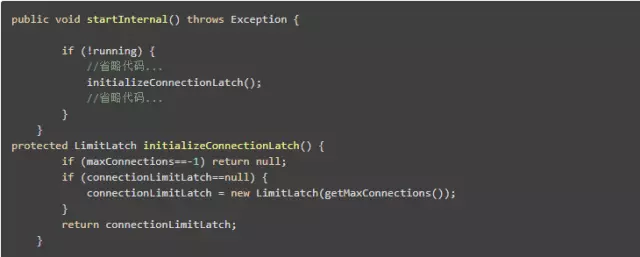 public void startInternal() throws Exception {
if (!running) {
//省略代码...
initializeConnectionLatch();
//省略代码...
}
}
protected LimitLatch initializeConnectionLatch() {
if (maxConnections==-1) return null;
if (connectionLimitLatch==null) {
connectionLimitLatch = new LimitLatch(getMaxConnections());
}
return connectionLimitLatch;
}